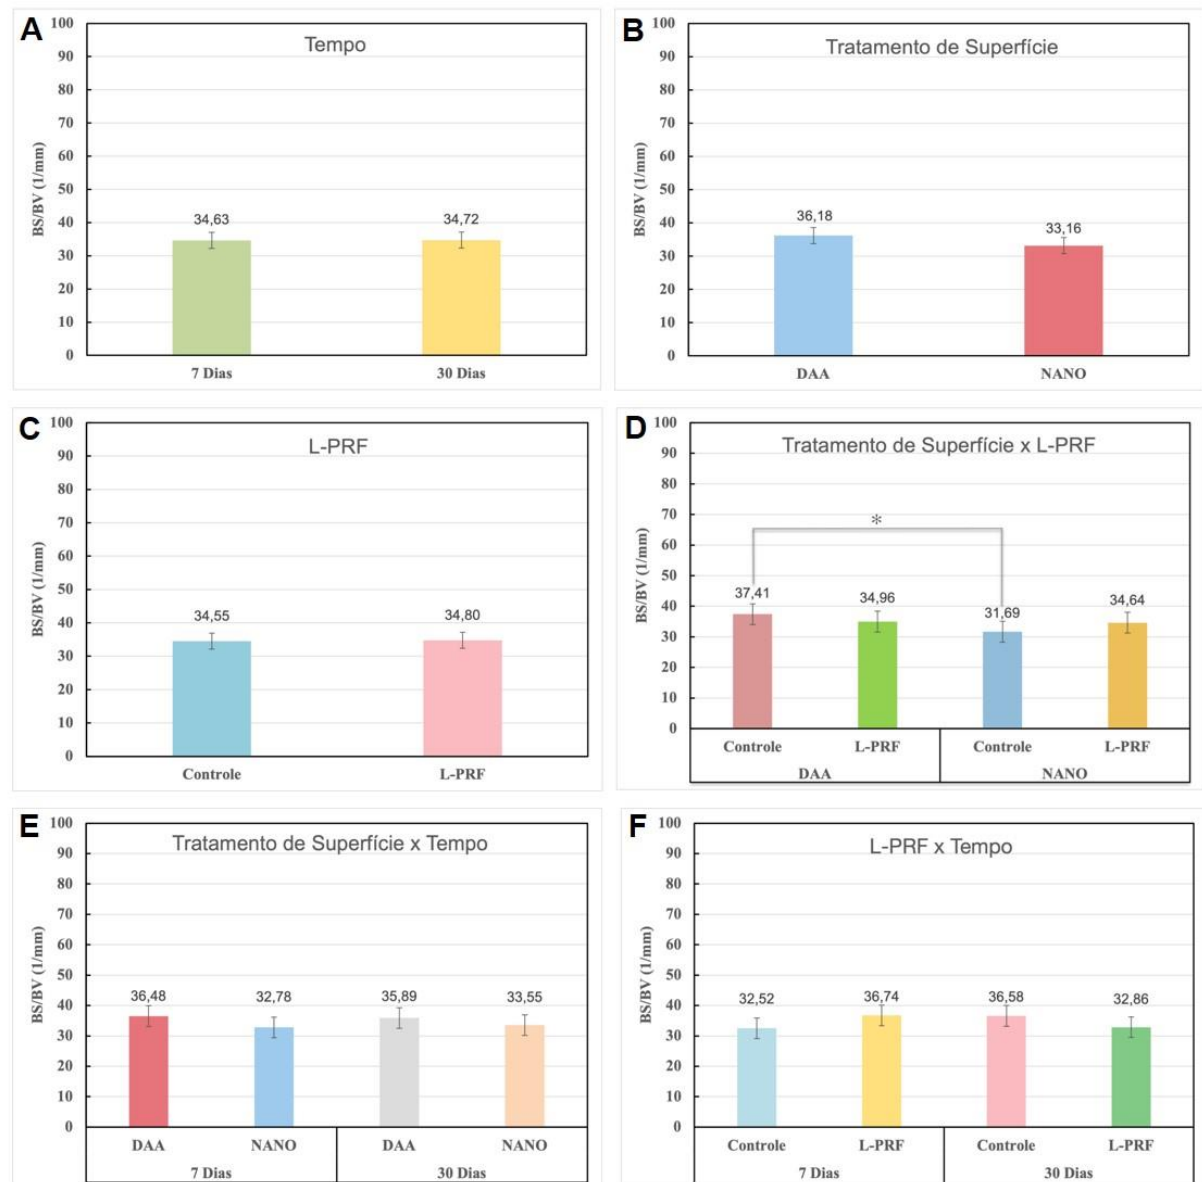 A
Tempo
BS/BV (1/mm)
100
90
80
70
60
50
40
30
20
10
0
34,63
34,72
7 Dias
30 Dias
B
Tratamento de Superfície
BS/BV (1/mm)
100
90
80
70
60
50
40
30
20
10
0
36,18
33,16
DAA
NANO
C
L-PRF
BS/BV (1/mm)
100
90
80
70
60
50
40
30
20
10
0
34,55
34,80
Controle
L-PRF
D
Tratamento de Superfície x L-PRF
BS/BV (1/mm)
100
90
80
70
60
50
40
30
20
10
0
*
37,41
34,96
31,69
34,64
Controle
L-PRF
Controle
L-PRF
DAA
NANO
E
Tratamento de Superfície x Tempo
BS/BV (1/mm)
100
90
80
70
60
50
40
30
20
10
0
36,48
32,78
35,89
33,55
DAA
NANO
DAA
NANO
7 Dias
30 Dias
F
L-PRF x Tempo
BS/BV (1/mm)
100
90
80
70
60
50
40
30
20
10
0
32,52
36,74
36,58
32,86
Controle
L-PRF
Controle
L-PRF
7 Dias
30 Dias